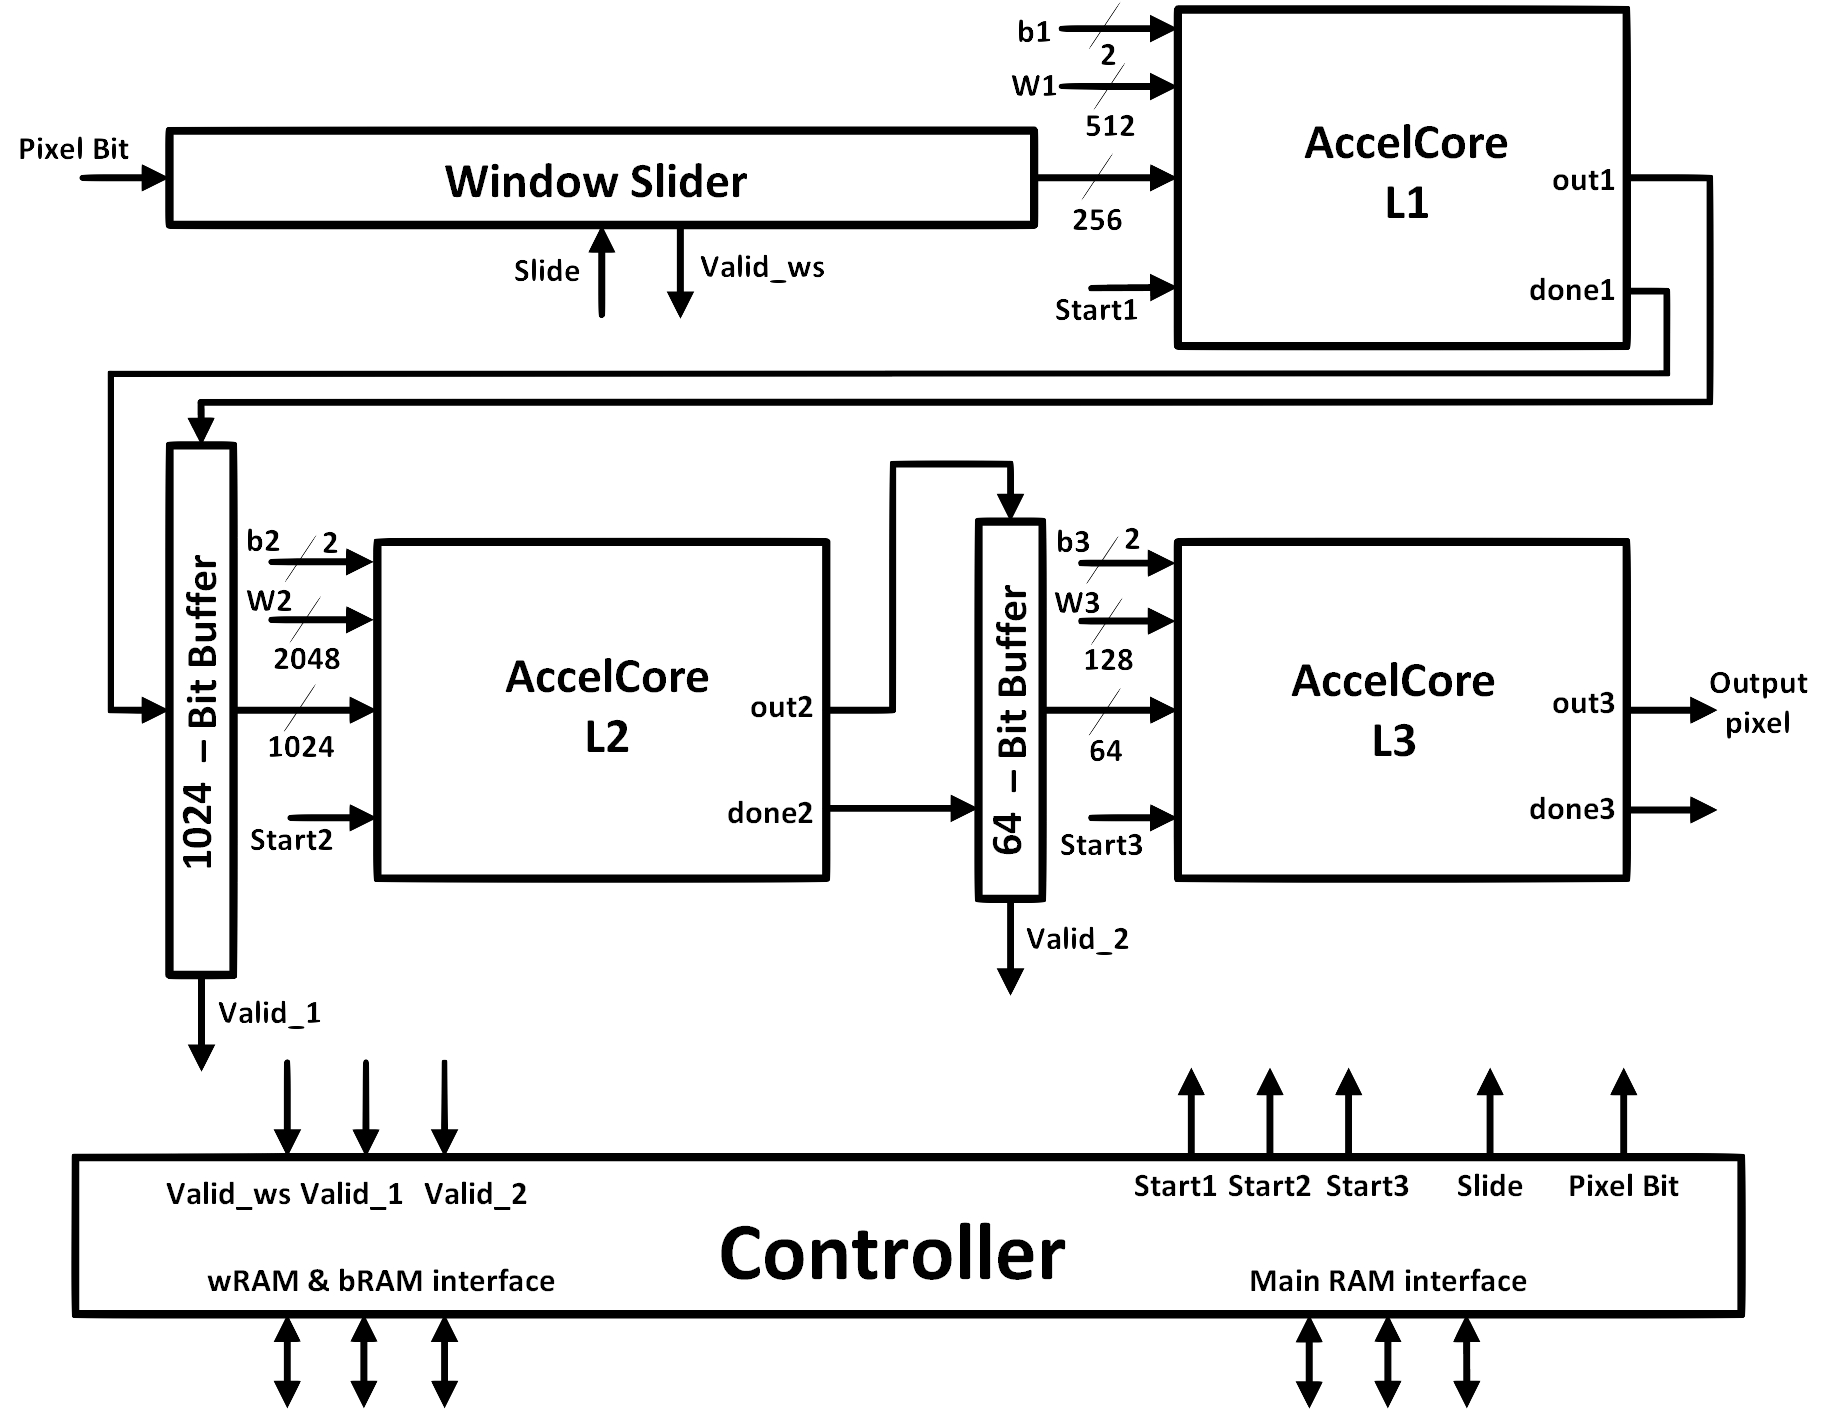 b1
2
W1
512
Pixel Bit
Window Slider
256
Slide
Valid_ws
Start1
AccelCore
L1
out1
done1
1024 – Bit Buffer
b2
2
W2
2048
1024
Start2
AccelCore
L2
out2
done2
Valid_1
64 – Bit Buffer
b3
2
W3
128
64
Start3
AccelCore
L3
out3
done3
Output
pixel
Valid_2
Valid_ws Valid_1 Valid_2
Start1 Start2 Start3 Slide Pixel Bit
Controller
wRAM & bRAM interface
Main RAM interface